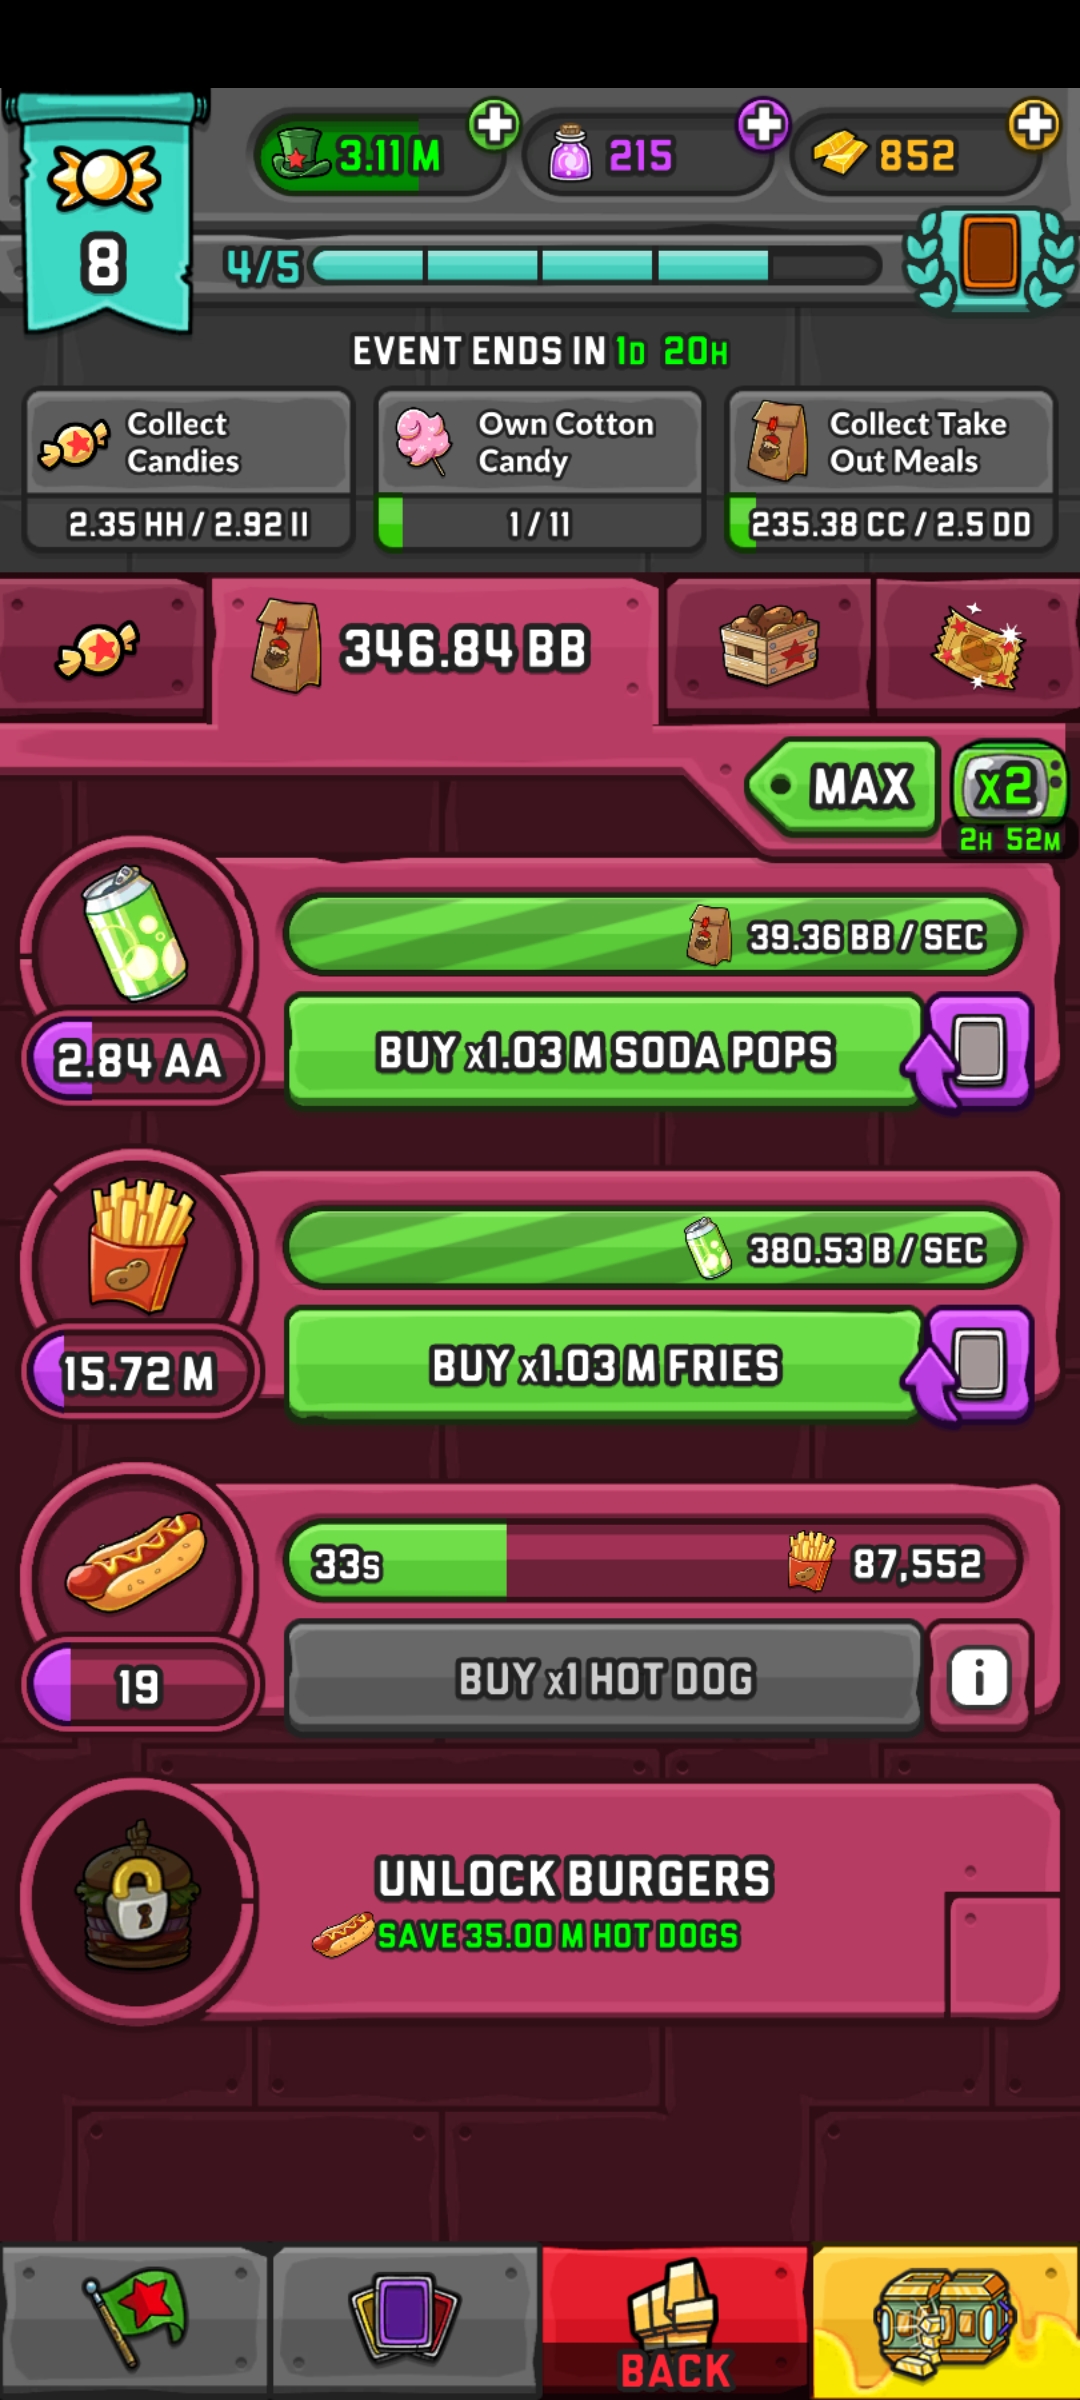 3.11 M
215
852
8
4/5
EVENT ENDS IN 1D 20H
Collect
Candies
2.35 HH / 2.92 II
Own Cotton
Candy
1 / 11
Collect Take
Out Meals
235.38 CC / 2.5 DD
346.84 BB
MAX
x2
2H 52M
39.36 BB / SEC
2.84 AA
BUY x1.03 M SODA POPS
380.53 B / SEC
15.72 M
BUY x1.03 M FRIES
33s
87,552
19
BUY x1 HOT DOG
i
UNLOCK BURGERS
SAVE 35.00 M HOT DOGS
BACK